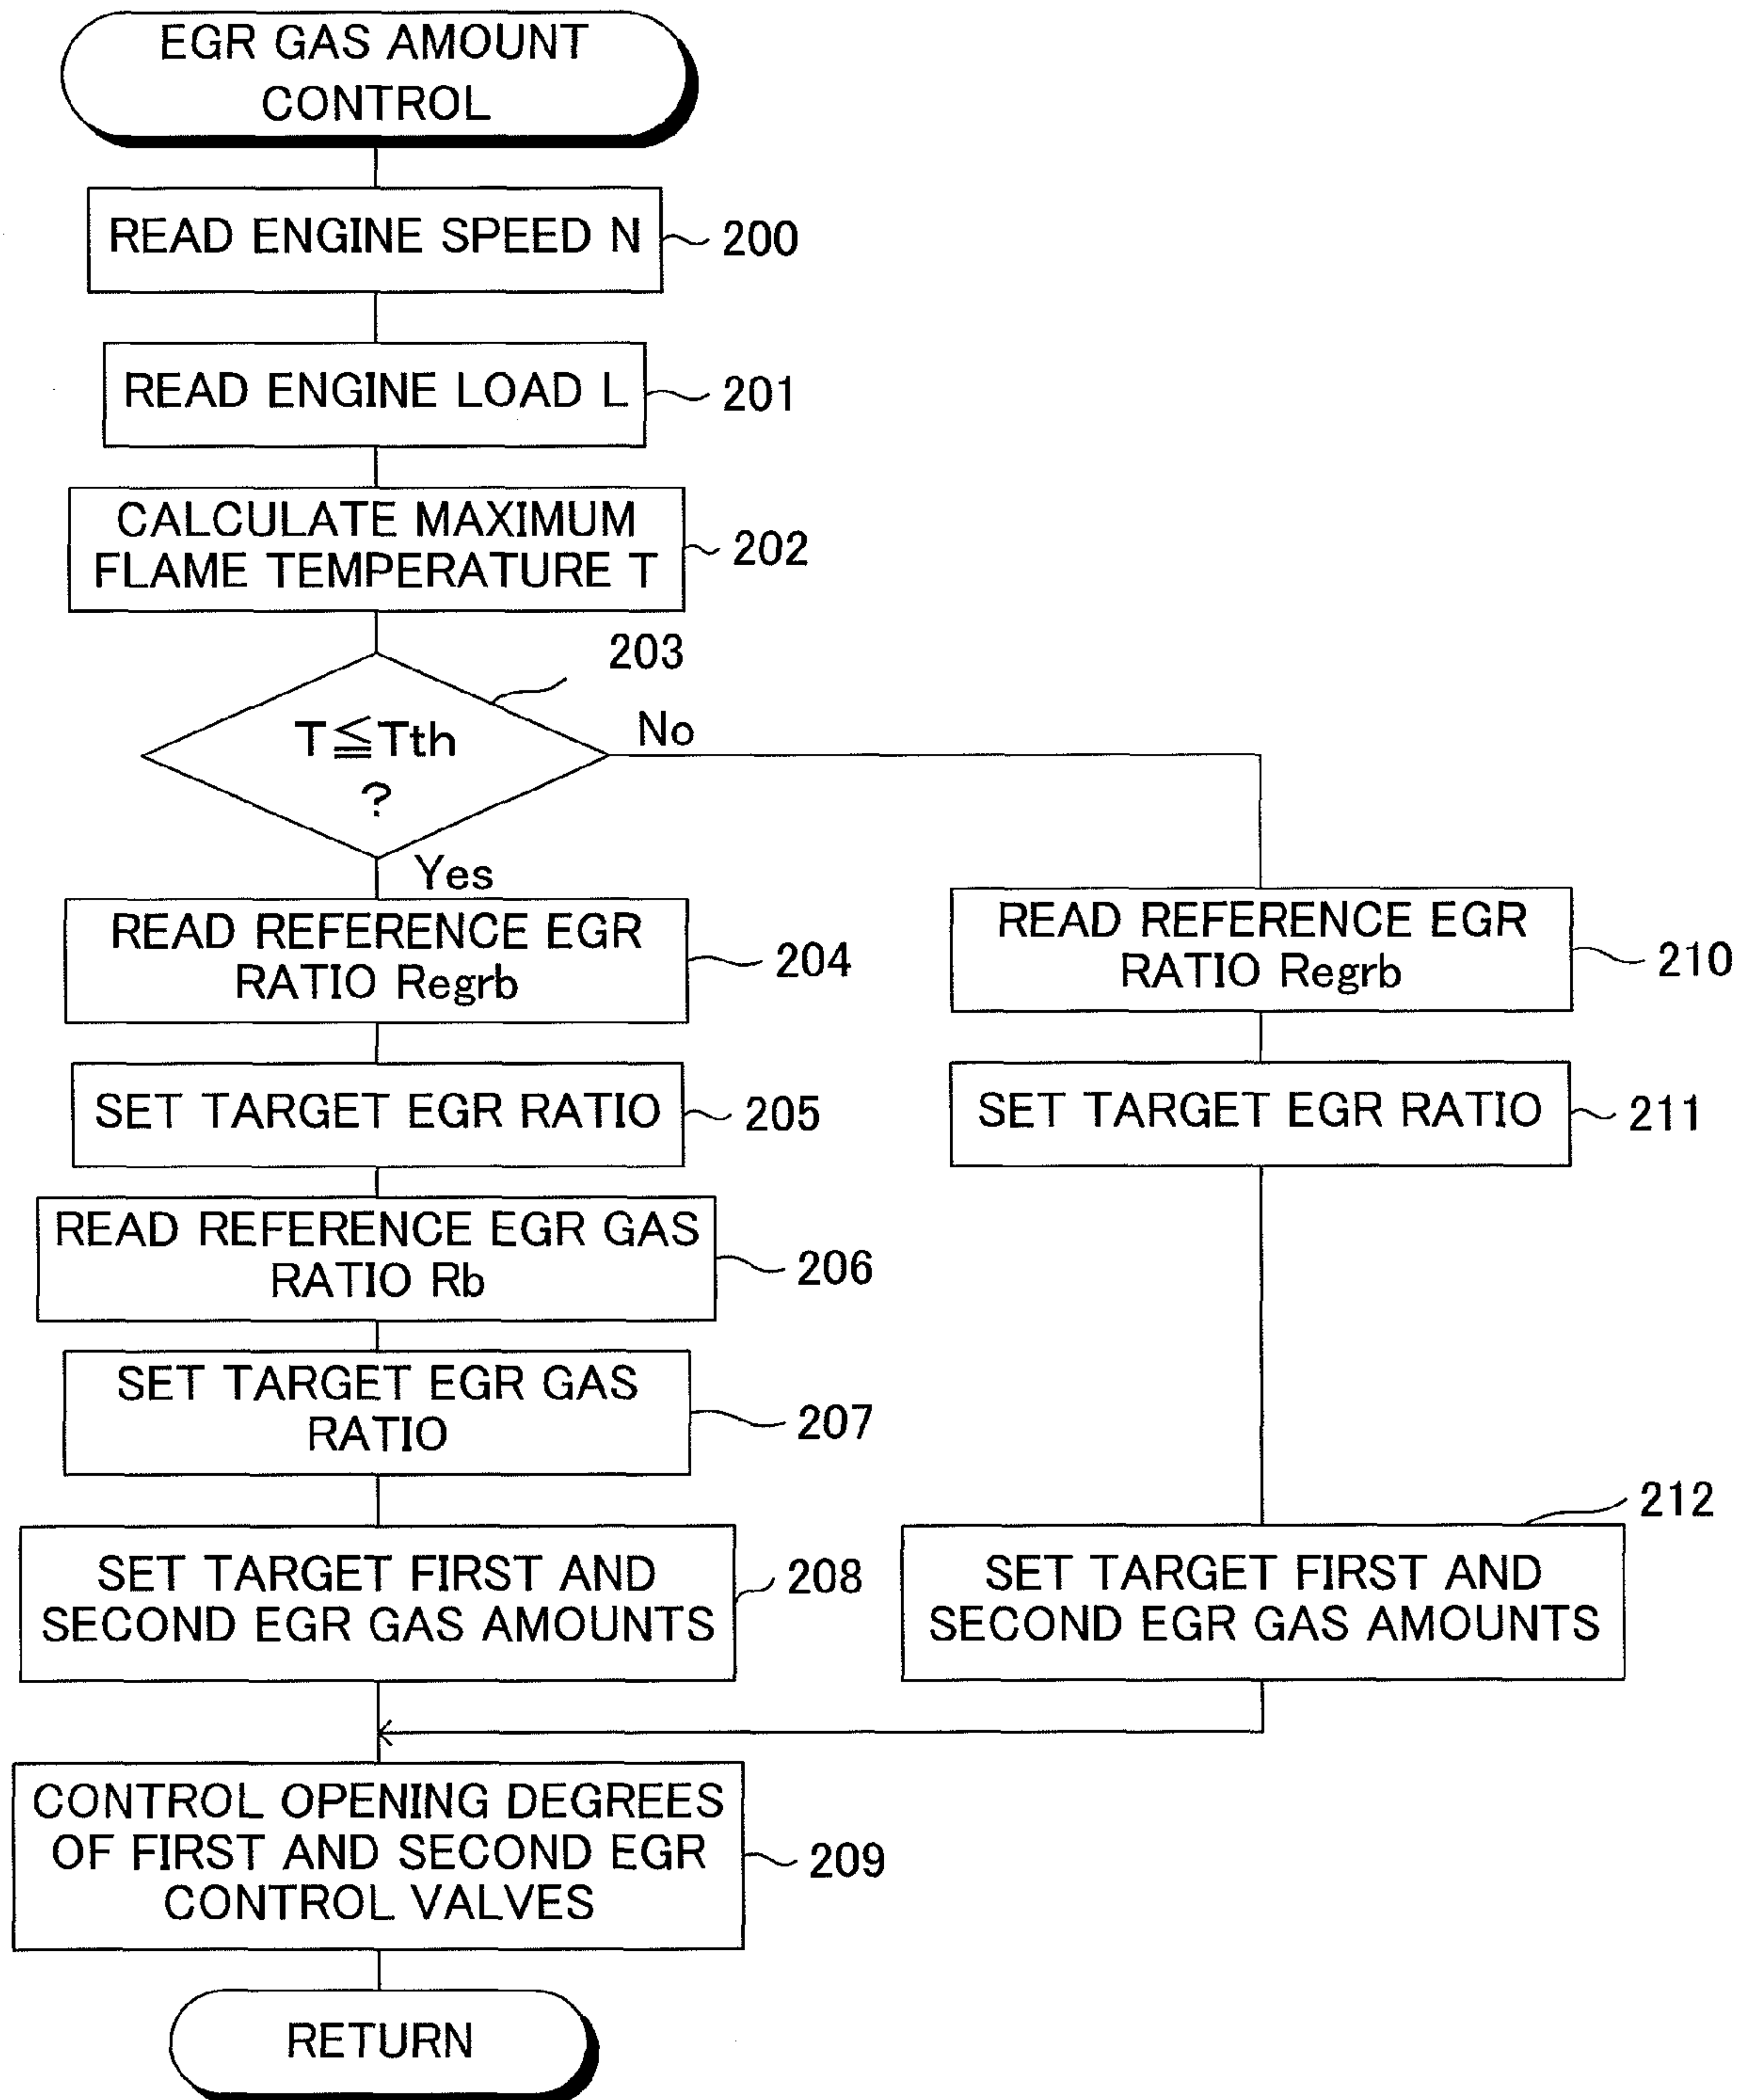 EGR GAS AMOUNT
CONTROL
READ ENGINE SPEED N
200
READ ENGINE LOAD L
201
CALCULATE MAXIMUM
FLAME TEMPERATURE T
202
203
T≦Tth
?
No
Yes
READ REFERENCE EGR
RATIO Regrb
204
READ REFERENCE EGR
RATIO Regrb
210
SET TARGET EGR RATIO
205
SET TARGET EGR RATIO
211
READ REFERENCE EGR GAS
RATIO Rb
206
SET TARGET EGR GAS
RATIO
207
SET TARGET FIRST AND
SECOND EGR GAS AMOUNTS
208
212
SET TARGET FIRST AND
SECOND EGR GAS AMOUNTS
CONTROL OPENING DEGREES
OF FIRST AND SECOND EGR
CONTROL VALVES
209
RETURN